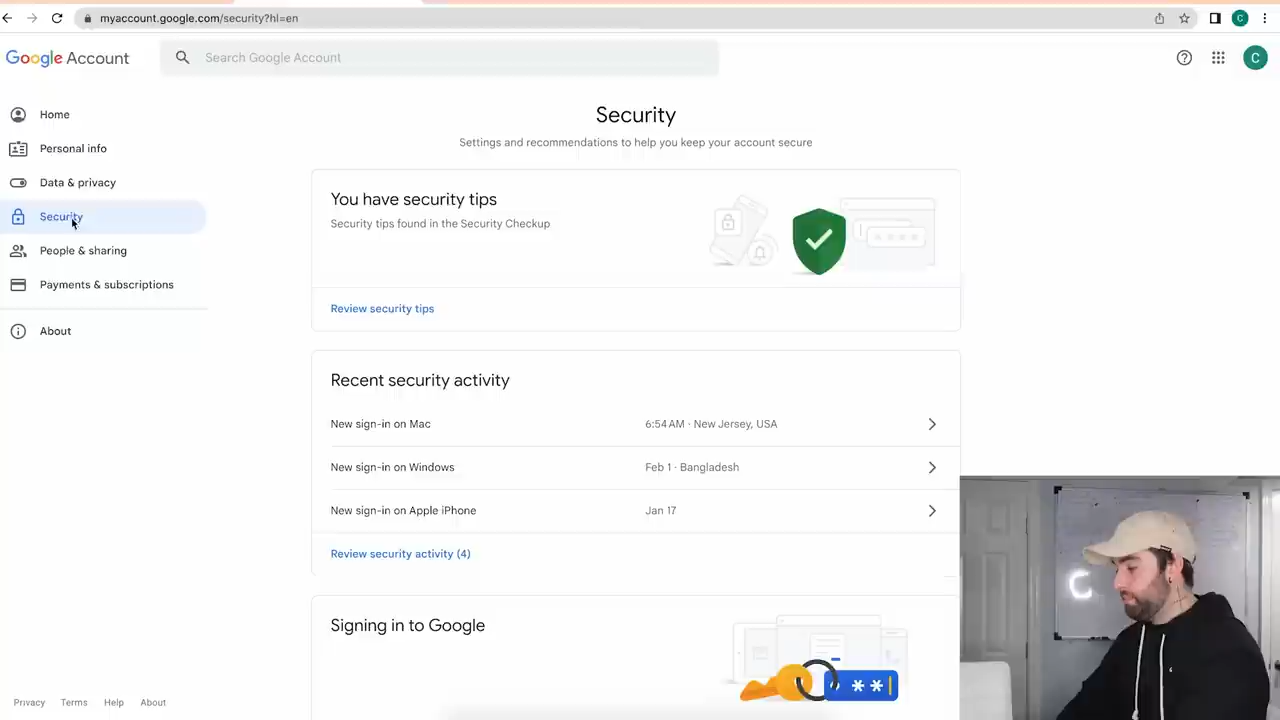 myaccount.google.com/security?hl=en
C
Google Account
Search Google Account
C
Home
Personal info
Data & privacy
Security
People & sharing
Payments & subscriptions
About
Security
Settings and recommendations to help you keep your account secure
You have security tips
Security tips found in the Security Checkup
Review security tips
Recent security activity
New sign-in on Mac 6:54 AM · New Jersey, USA
New sign-in on Windows Feb 1 · Bangladesh
New sign-in on Apple iPhone Jan 17
Review security activity (4)
Signing in to Google
Privacy Terms Help About